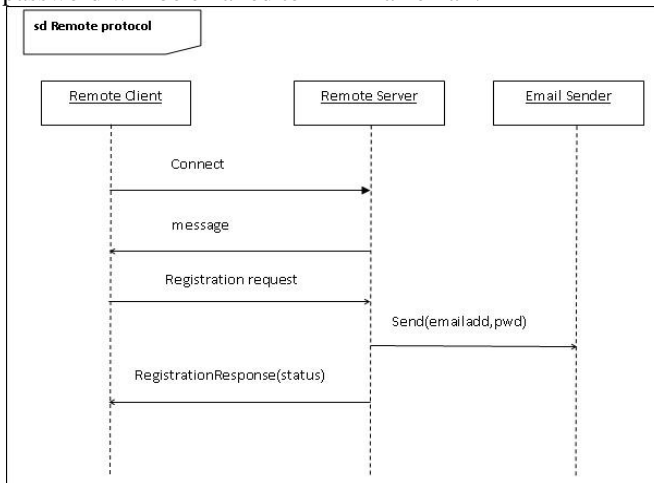 sd Remote protocol
Remote Client Remote Server Email Sender
Connect
message
Registration request
Send(emailadd,pwd)
RegistrationResponse(status)